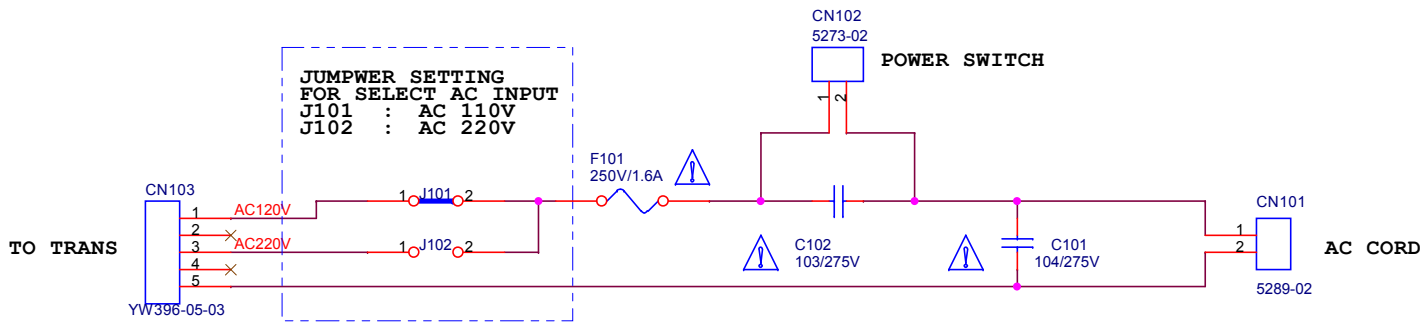 CN102
5273-02
POWER SWITCH
JUMPWER SETTING
FOR SELECT AC INPUT
J101 : AC 110V
J102 : AC 220V
1
2
F101
250V/1.6A
CN103
1
J101
2
CN101
1
AC120V
2
3
AC220V
4
5
1
J102
2
TO TRANS
C102
103/275V
C101
104/275V
1
2
AC CORD
YW396-05-03
5289-02